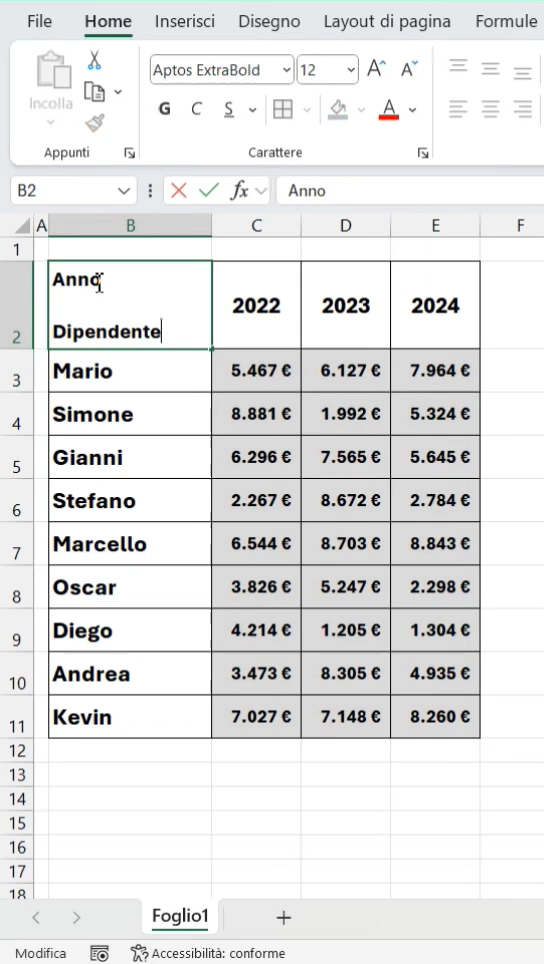 File Home Inserisci Disegno Layout di pagina Formule
Incolla
Aptos ExtraBold 12 A A
G C S A
Appunti Carattere
B2 fx Anno
A B C D E F
1
2 Anno
Dipendente 2022 2023 2024
3 Mario 5.467 € 6.127 € 7.964 €
4 Simone 8.881 € 1.992 € 5.324 €
5 Gianni 6.296 € 7.565 € 5.645 €
6 Stefano 2.267 € 8.672 € 2.784 €
7 Marcello 6.544 € 8.703 € 8.843 €
8 Oscar 3.826 € 5.247 € 2.298 €
9 Diego 4.214 € 1.205 € 1.304 €
10 Andrea 3.473 € 8.305 € 4.935 €
11 Kevin 7.027 € 7.148 € 8.260 €
12
13
14
15
16
17
18
Foglio1
Modifica Accessibilità: conforme